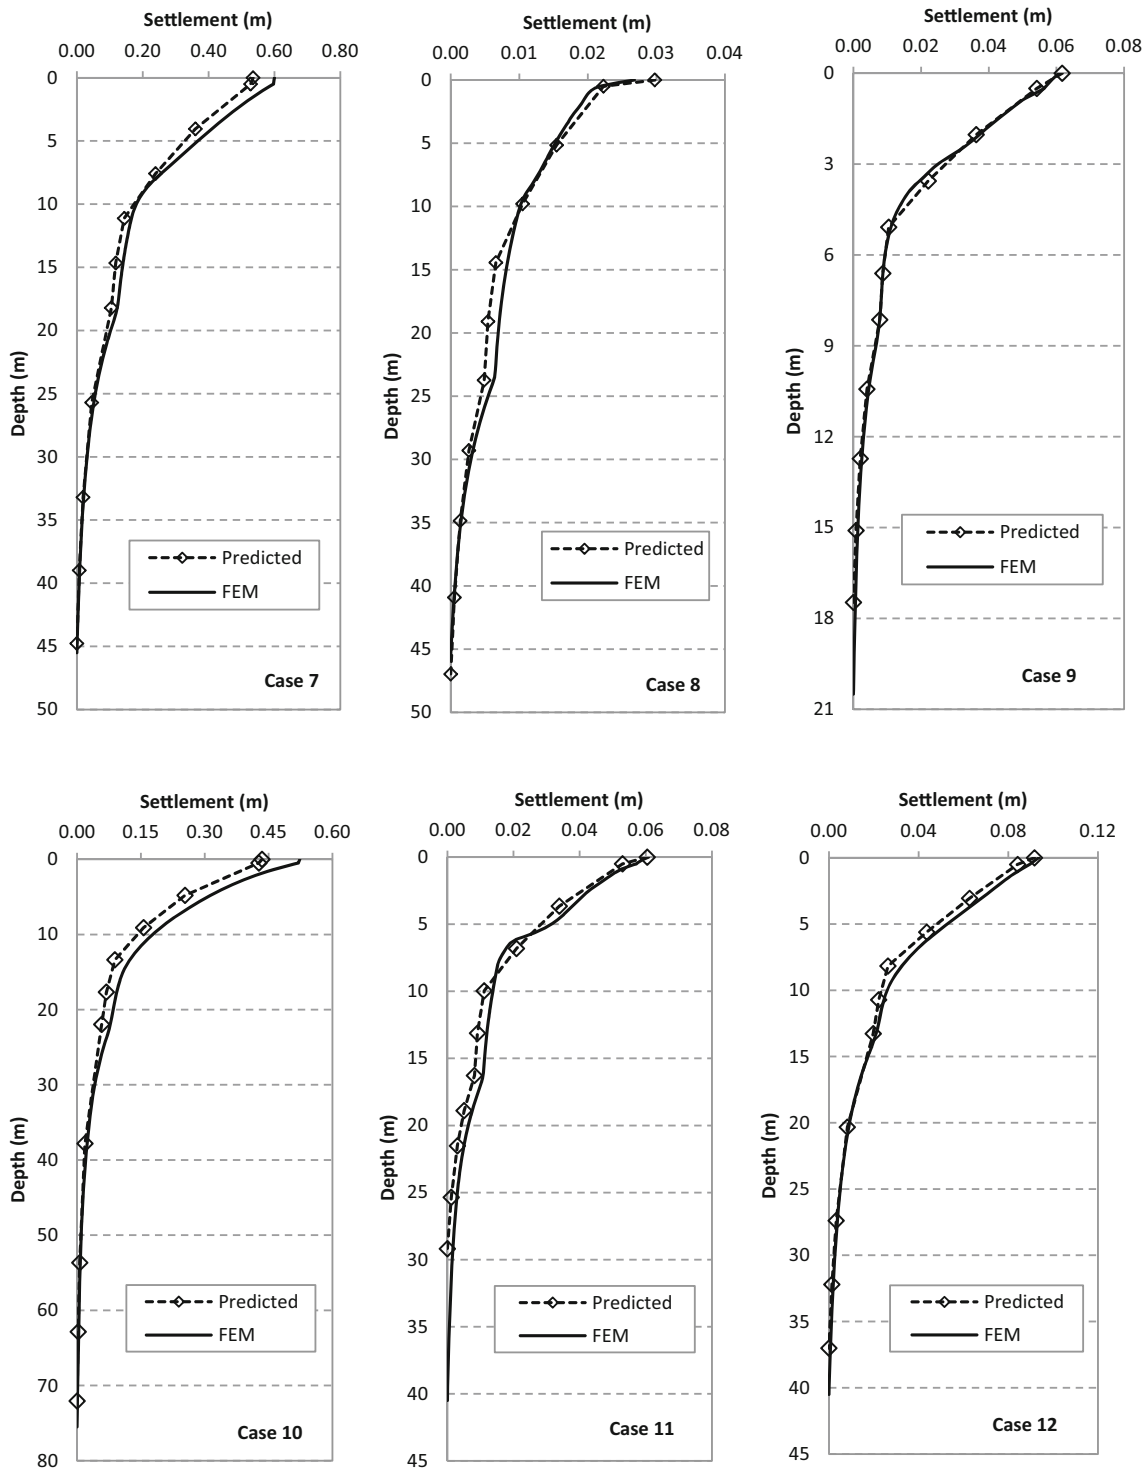 Settlement (m)
0.00 0.20 0.40 0.60 0.80
0
5
10
15
20
25
30
35
40
45
50
Depth (m)
Predicted
FEM
Case 7
Settlement (m)
0.00 0.01 0.02 0.03 0.04
0
5
10
15
20
25
30
35
40
45
50
Depth (m)
Predicted
FEM
Case 8
Settlement (m)
0.00 0.02 0.04 0.06 0.08
0
3
6
9
12
15
18
21
Depth (m)
Predicted
FEM
Case 9
Settlement (m)
0.00 0.15 0.30 0.45 0.60
0
10
20
30
40
50
60
70
80
Depth (m)
Predicted
FEM
Case 10
Settlement (m)
0.00 0.02 0.04 0.06 0.08
0
5
10
15
20
25
30
35
40
45
Depth (m)
Predicted
FEM
Case 11
Settlement (m)
0.00 0.04 0.08 0.12
0
5
10
15
20
25
30
35
40
45
Depth (m)
Predicted
FEM
Case 12